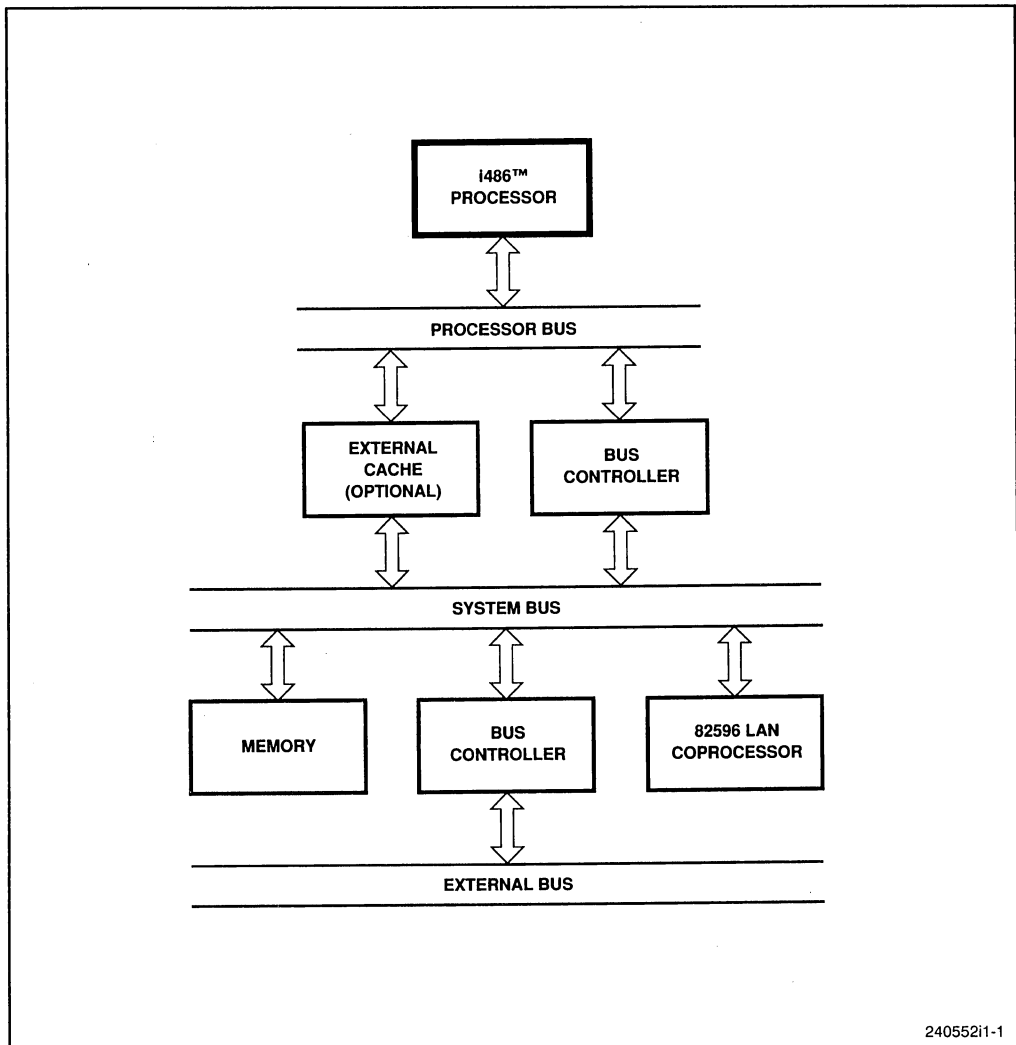 i486™
PROCESSOR
PROCESSOR BUS
EXTERNAL
CACHE
(OPTIONAL)
BUS
CONTROLLER
SYSTEM BUS
MEMORY
BUS
CONTROLLER
82596 LAN
COPROCESSOR
EXTERNAL BUS
240552i1-1